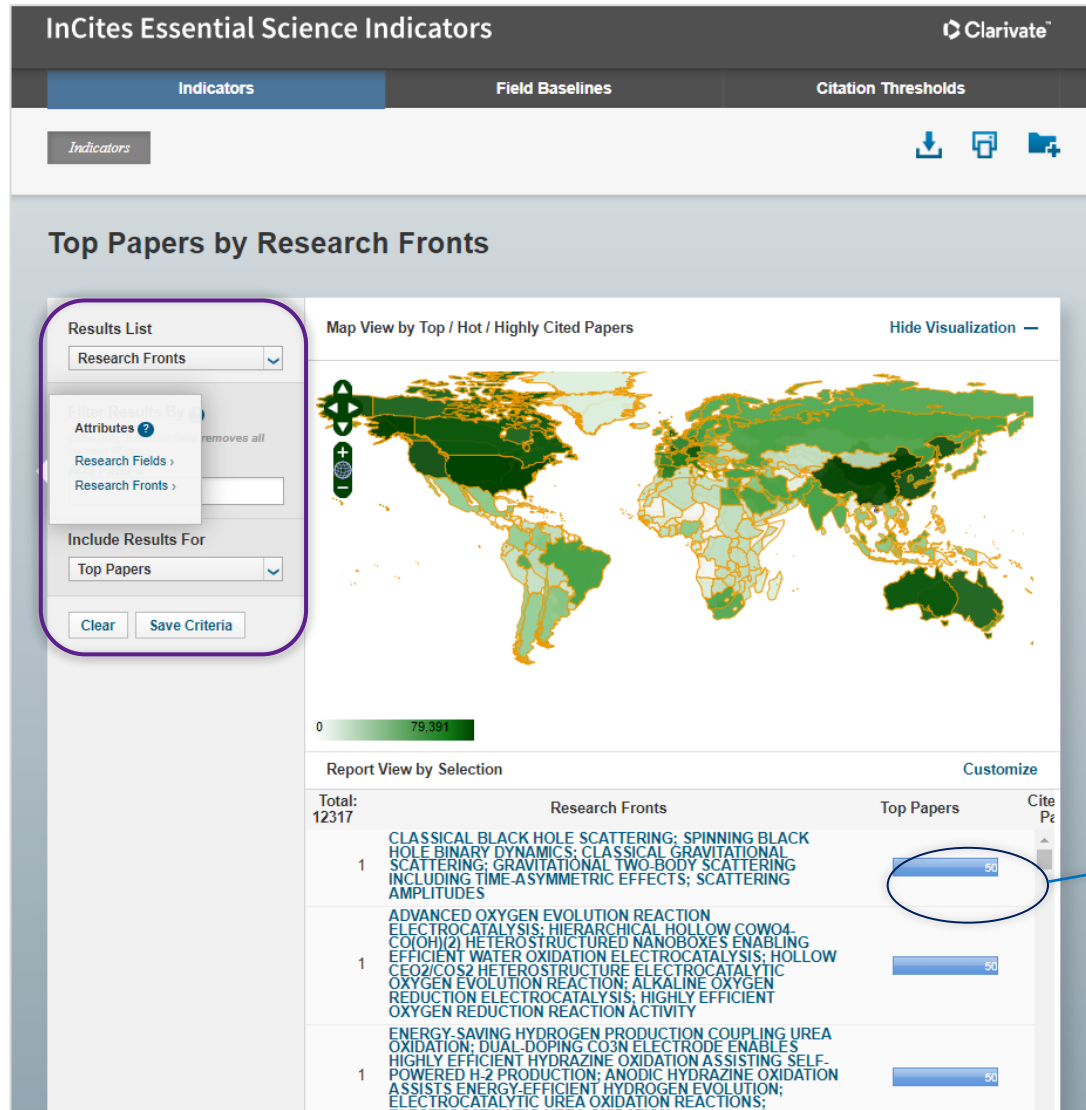 InCites Essential Science Indicators
Clarivate™
Indicators
Field Baselines
Citation Thresholds
Indicators
Top Papers by Research Fronts
Results List
Research Fronts
Filter Results By
removes all
Attributes ?
Research Fields ›
Research Fronts ›
Include Results For
Top Papers
Clear
Save Criteria
Map View by Top / Hot / Highly Cited Papers
Hide Visualization —
+
−
0
79,391
Report View by Selection
Customize
Total:
12317
Research Fronts
Top Papers
Cite
Pa
1
CLASSICAL BLACK HOLE SCATTERING; SPINNING BLACK
HOLE BINARY DYNAMICS; CLASSICAL GRAVITATIONAL
SCATTERING; GRAVITATIONAL TWO-BODY SCATTERING
INCLUDING TIME-ASYMMETRIC EFFECTS; SCATTERING
AMPLITUDES
50
1
ADVANCED OXYGEN EVOLUTION REACTION
ELECTROCATALYSIS; HIERARCHICAL HOLLOW COWO4-
CO(OH)(2) HETEROSTRUCTURED NANOBOXES ENABLING
EFFICIENT WATER OXIDATION ELECTROCATALYSIS; HOLLOW
CEO2/COS2 HETEROSTRUCTURE ELECTROCATALYTIC
OXYGEN EVOLUTION REACTION; ALKALINE OXYGEN
REDUCTION ELECTROCATALYSIS; HIGHLY EFFICIENT
OXYGEN REDUCTION REACTION ACTIVITY
50
1
ENERGY-SAVING HYDROGEN PRODUCTION COUPLING UREA
OXIDATION; DUAL-DOPING CO3N ELECTRODE ENABLES
HIGHLY EFFICIENT HYDRAZINE OXIDATION ASSISTING SELF-
POWERED H-2 PRODUCTION; ANODIC HYDRAZINE OXIDATION
ASSISTS ENERGY-EFFICIENT HYDROGEN EVOLUTION;
ELECTROCATALYTIC UREA OXIDATION REACTIONS;
50